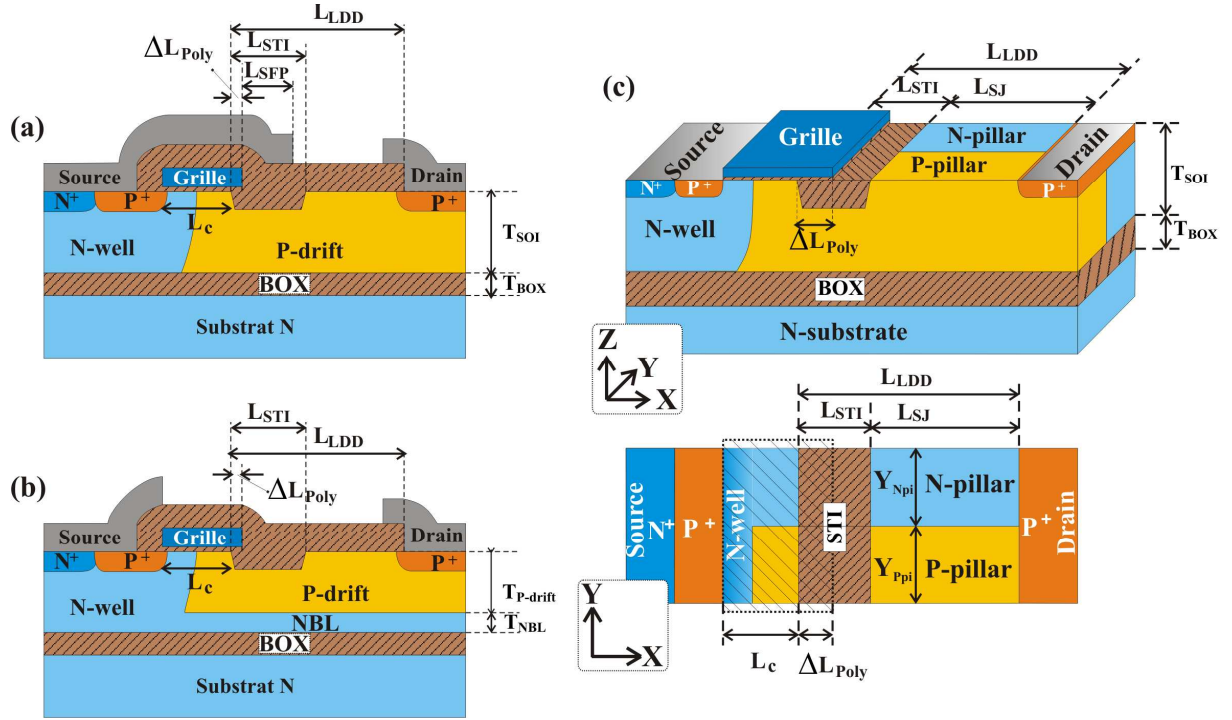 (a)
L_LDD
L_STI
ΔL_Poly
L_SFP
Source
Grille
Drain
N+
P+
P+
L_c
N-well
P-drift
T_SOI
BOX
T_BOX
Substrat N
(b)
L_STI
L_LDD
ΔL_Poly
Source
Grille
Drain
N+
P+
P+
L_c
N-well
P-drift
T_P-drift
NBL
T_NBL
BOX
Substrat N
(c)
L_LDD
L_STI
L_SJ
Source
Grille
N-pillar
P-pillar
Drain
N+
P+
P+
T_SOI
N-well
ΔL_Poly
T_BOX
BOX
N-substrate
Z
Y
X
L_LDD
L_STI
L_SJ
Source
N+
P+
N-well
STI
Y_Npi
N-pillar
Y_Ppi
P-pillar
P+
Drain
Y
X
L_c
ΔL_Poly